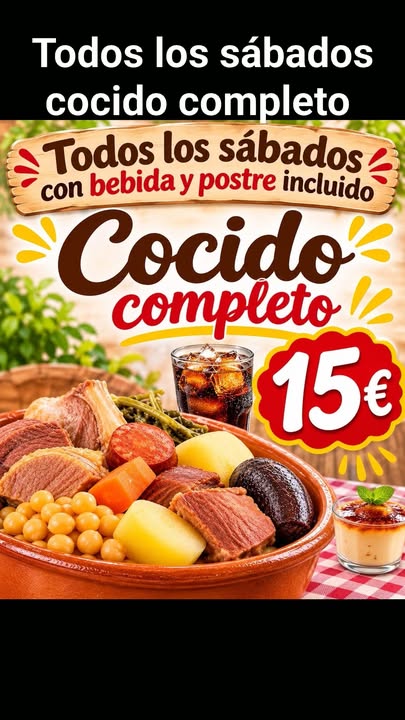 Todos los sábados
cocido completo
Todos los sábados
con bebida y postre incluido
Cocido
completo
15€